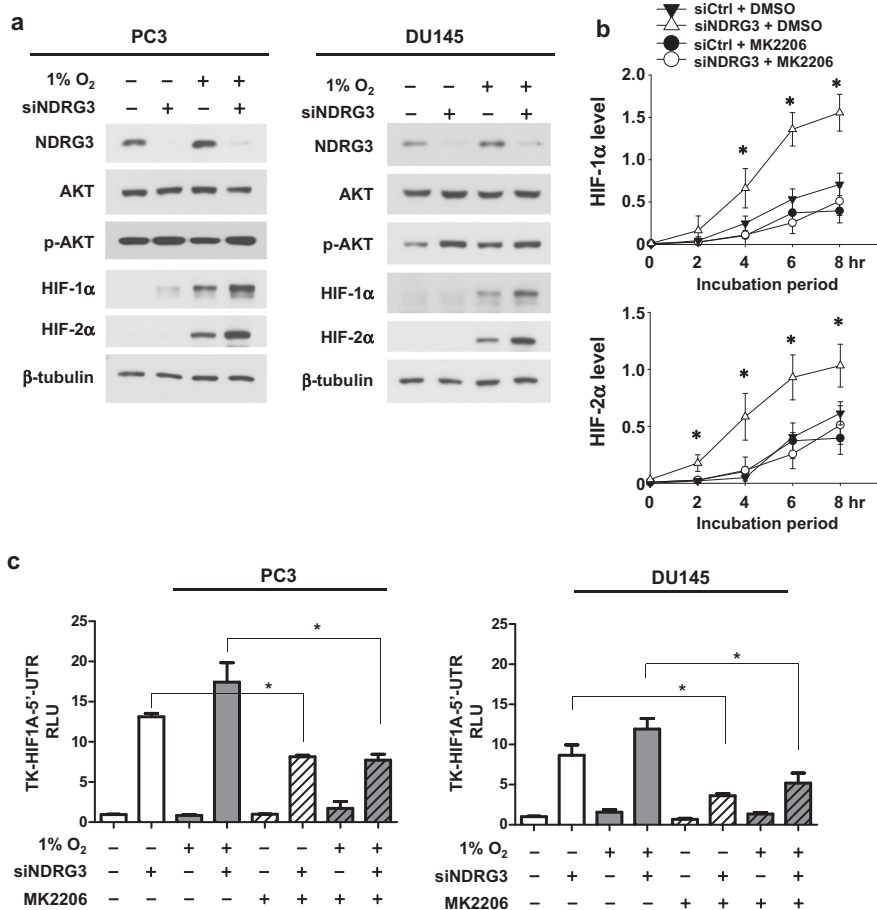 a
PC3
1% O2 – – + +
siNDRG3 – + – +
NDRG3
AKT
p-AKT
HIF-1α
HIF-2α
β-tubulin
DU145
1% O2 – – + +
siNDRG3 – + – +
NDRG3
AKT
p-AKT
HIF-1α
HIF-2α
β-tubulin
b
siCtrl + DMSO
siNDRG3 + DMSO
siCtrl + MK2206
siNDRG3 + MK2206
HIF-1α level
2.0
1.5
1.0
0.5
0
* * *
0 2 4 6 8 hr
Incubation period
HIF-2α level
1.5
1.0
0.5
0
* * * *
0 2 4 6 8 hr
Incubation period
c
PC3
TK-HIF1A-5’-UTR
RLU
25
20
15
10
5
0
*
*
1% O2 – – + + – – + +
siNDRG3 – + – + – + – +
MK2206 – – – – + + + +
DU145
TK-HIF1A-5’-UTR
RLU
25
20
15
10
5
0
*
*
1% O2 – – + + – – + +
siNDRG3 – + – + – + – +
MK2206 – – – – + + + +